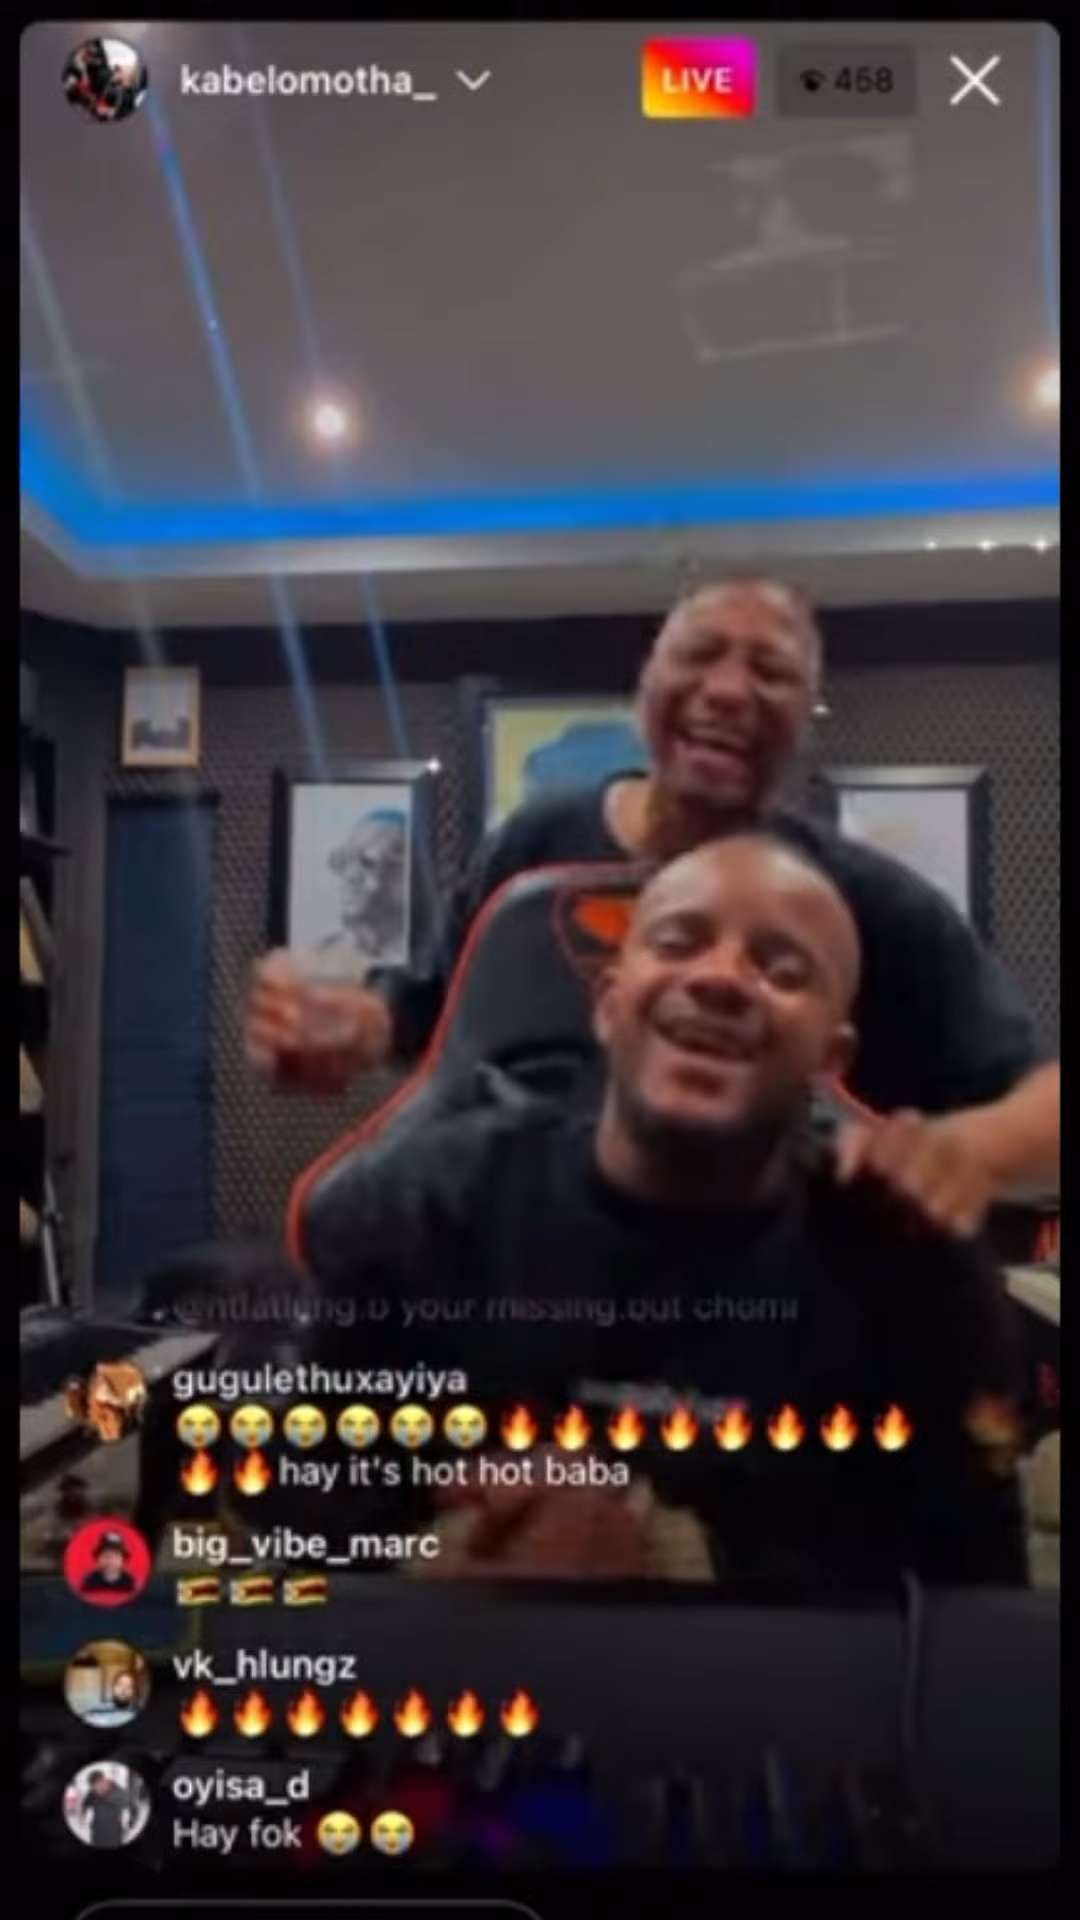 kabelomotha_
LIVE
458
your missing.out chomi
gugulethuxayiya
😭😭😭😭😭😭🔥🔥🔥🔥🔥🔥🔥🔥
🔥🔥hay it's hot hot baba
big_vibe_marc
🇿🇼🇿🇼🇿🇼
vk_hlungz
🔥🔥🔥🔥🔥🔥🔥
oyisa_d
Hay fok 😭😭